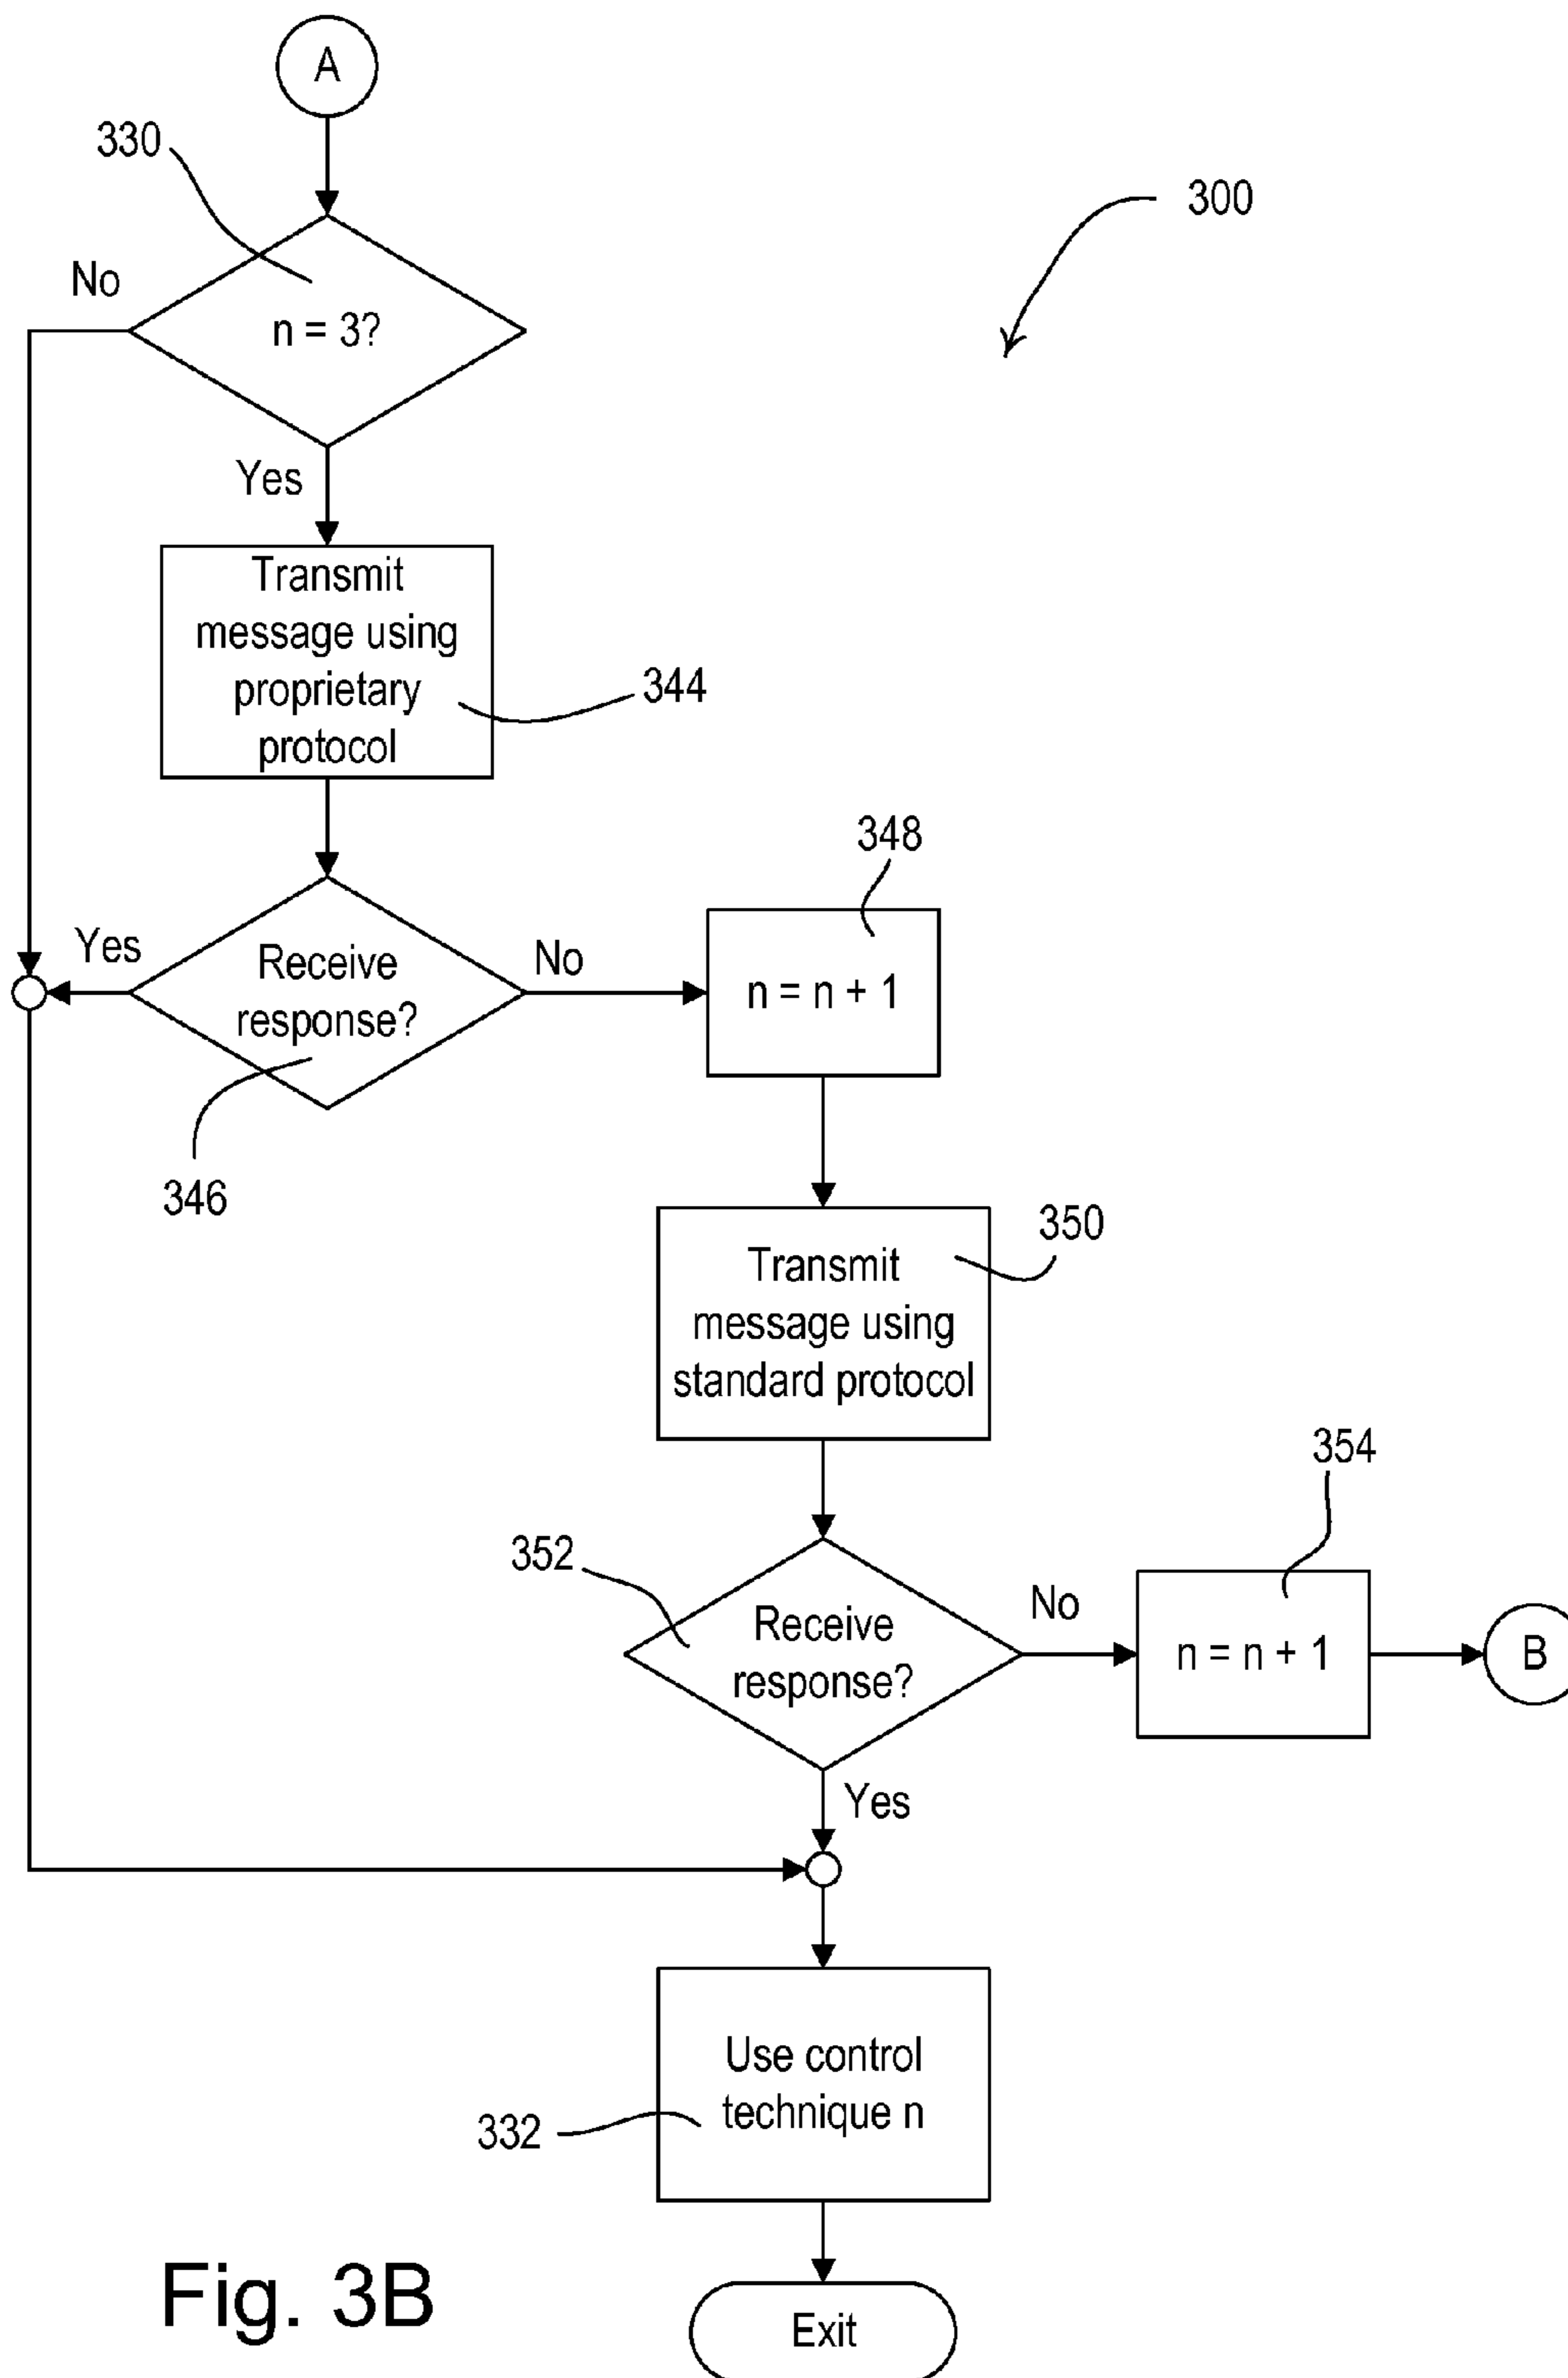 A
330
300
No
n = 3?
Yes
Transmit
message using
proprietary
protocol
344
348
Yes
Receive
response?
No
n = n + 1
346
350
Transmit
message using
standard protocol
354
352
Receive
response?
No
n = n + 1
B
Yes
Use control
technique n
332
Fig. 3B
Exit